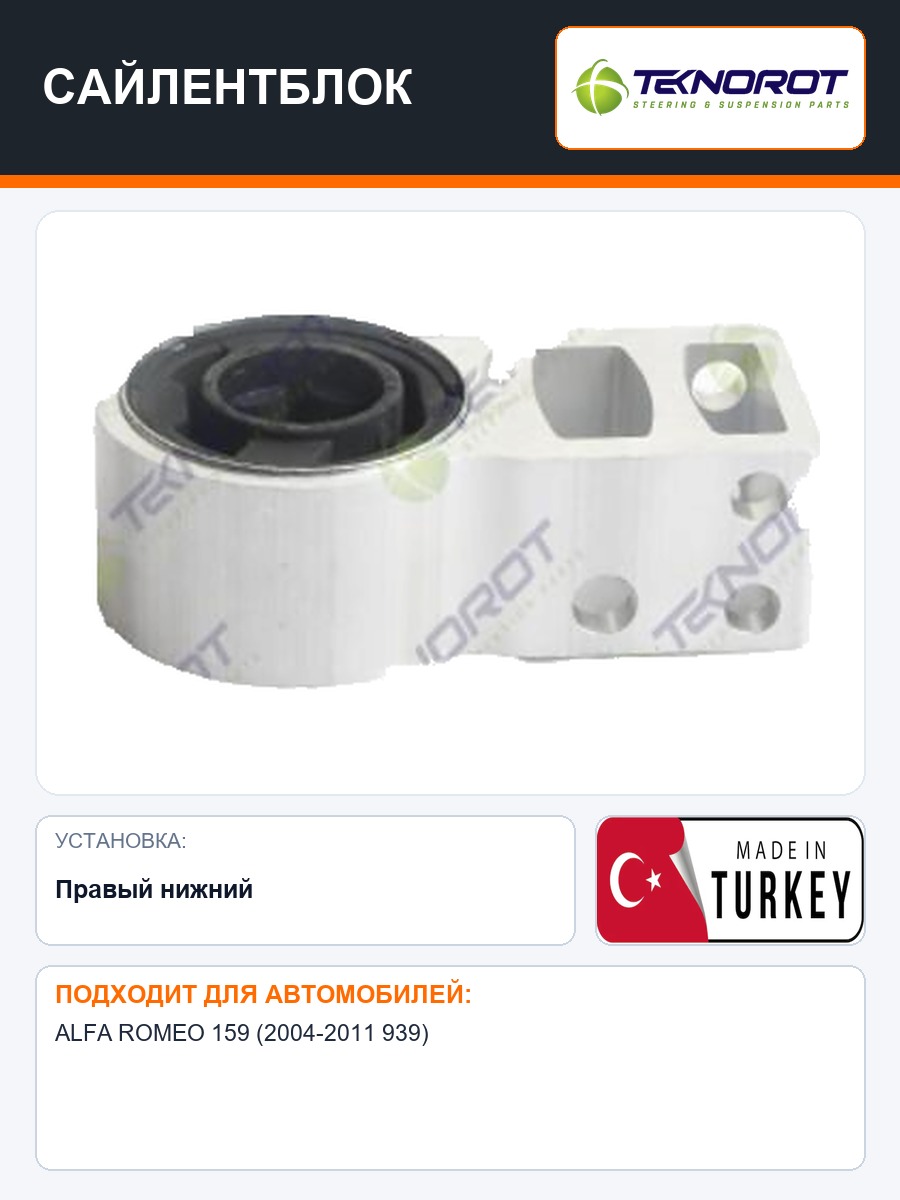 САЙЛЕНТБЛОК
TEKNOROT
STEERING & SUSPENSION PARTS
TEKNOROT
УСТАНОВКА:
Правый нижний
MADE IN
TURKEY
ПОДХОДИТ ДЛЯ АВТОМОБИЛЕЙ:
ALFA ROMEO 159 (2004-2011 939)